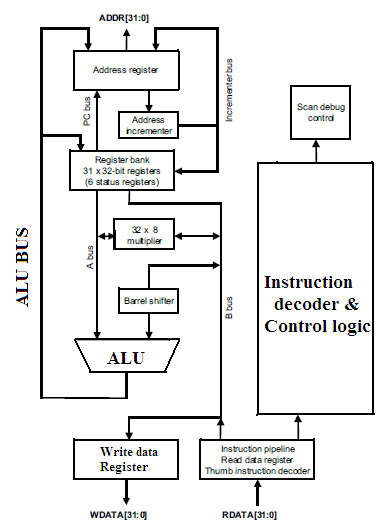 ADDR[31:0]
Address register
Address
incrementer
PC bus
Incrementer bus
Scan debug
control
Register bank
31 x 32-bit registers
(6 status registers)
ALU BUS
A bus
32 x 8
multiplier
B bus
Barrel shifter
ALU
Instruction
decoder &
Control logic
Write data
Register
Instruction pipeline
Read data register
Thumb instruction decoder
WDATA[31:0]
RDATA[31:0]